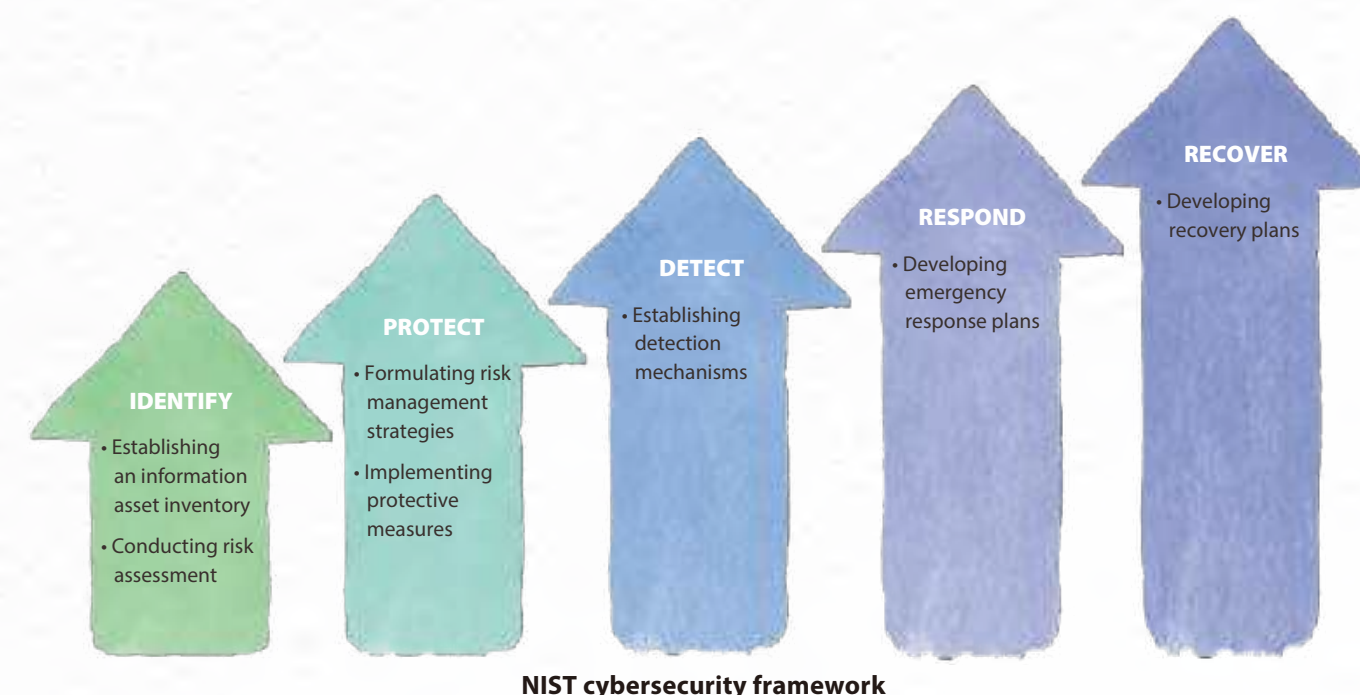 IDENTIFY
• Establishing
an information
asset inventory
• Conducting risk
assessment
PROTECT
• Formulating risk
management
strategies
• Implementing
protective
measures
DETECT
• Establishing
detection
mechanisms
RESPOND
• Developing
emergency
response plans
RECOVER
• Developing
recovery plans
NIST cybersecurity framework